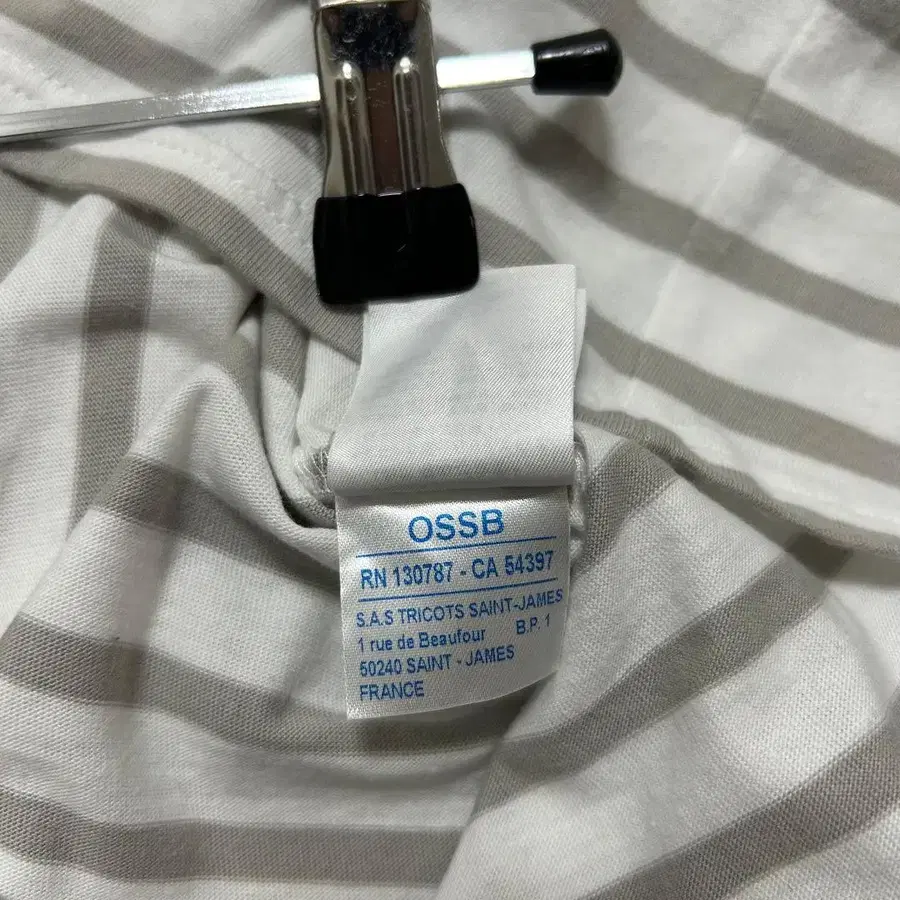 OSSB
RN 130787 - CA 54397
S.A.S TRICOTS SAINT-JAMES
1 rue de Beaufour B.P. 1
50240 SAINT - JAMES
FRANCE